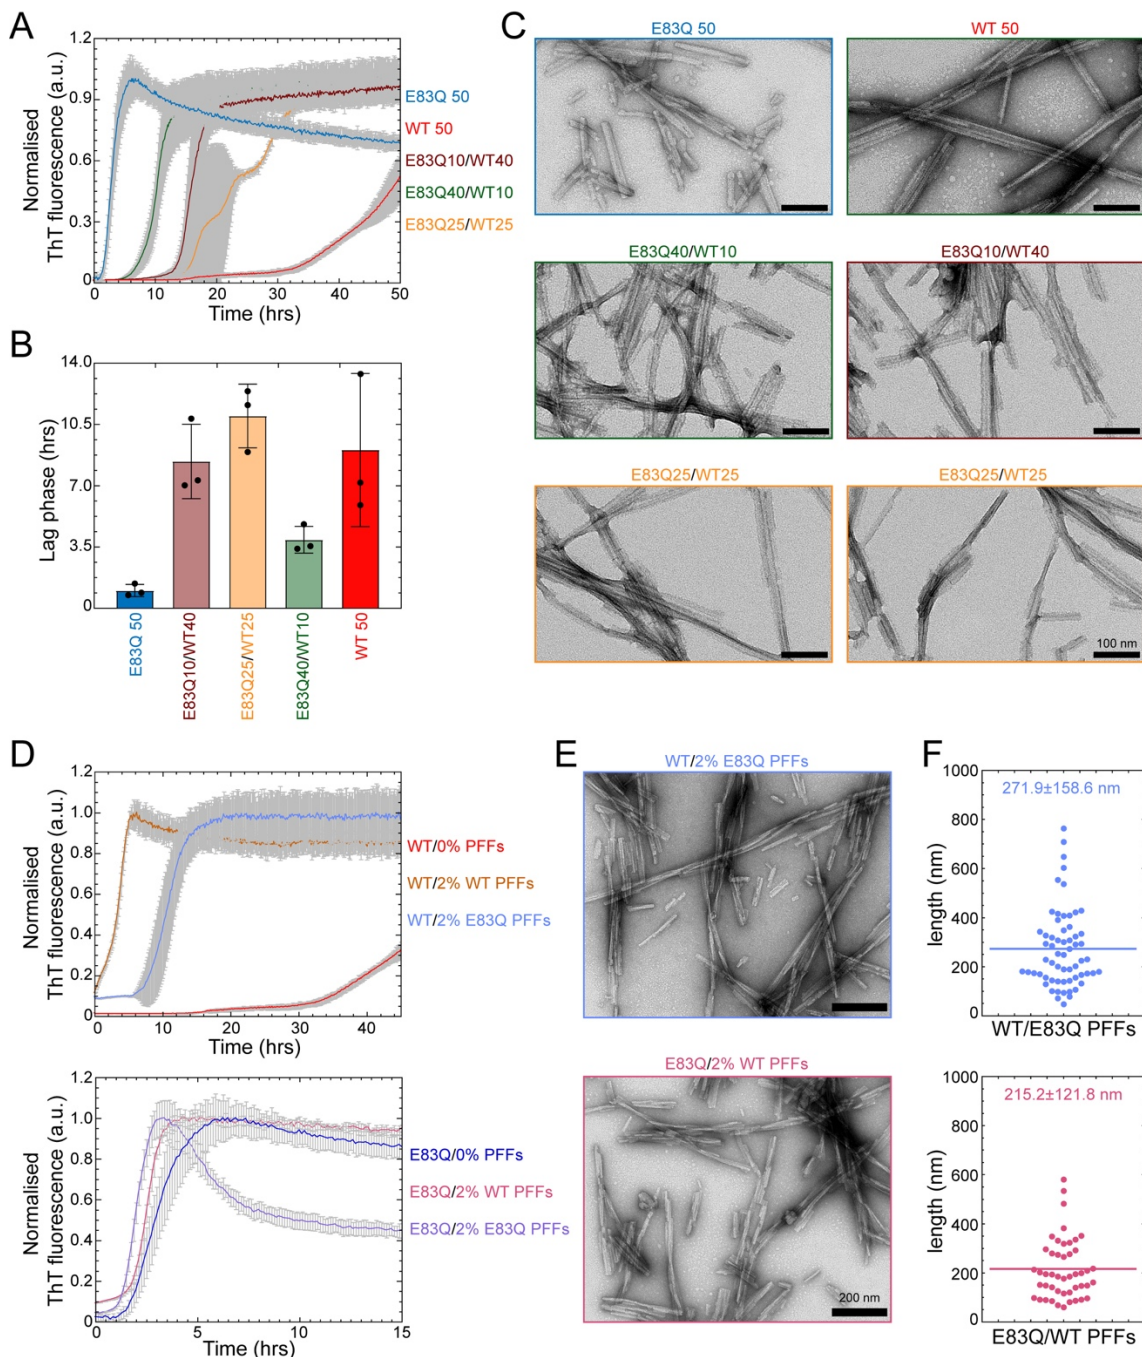 A
1.2
0.9
0.6
0.3
0
0 10 20 30 40 50
Normalised
ThT fluorescence (a.u.)
Time (hrs)
E83Q 50
WT 50
E83Q10/WT40
E83Q40/WT10
E83Q25/WT25
B
14.0
10.5
7.0
3.5
0
Lag phase (hrs)
E83Q 50
E83Q10/WT40
E83Q25/WT25
E83Q40/WT10
WT 50
C
E83Q 50
WT 50
E83Q40/WT10
E83Q10/WT40
E83Q25/WT25
E83Q25/WT25
100 nm
D
1.2
1.0
0.8
0.6
0.4
0.2
0
0 10 20 30 40
Normalised
ThT fluorescence (a.u.)
Time (hrs)
WT/0% PFFs
WT/2% WT PFFs
WT/2% E83Q PFFs
1.2
1.0
0.8
0.6
0.4
0.2
0
0 5 10 15
Normalised
ThT fluorescence (a.u.)
Time (hrs)
E83Q/0% PFFs
E83Q/2% WT PFFs
E83Q/2% E83Q PFFs
E
WT/2% E83Q PFFs
E83Q/2% WT PFFs
200 nm
F
1000
800
600
400
200
0
length (nm)
271.9±158.6 nm
WT/E83Q PFFs
1000
800
600
400
200
0
length (nm)
215.2±121.8 nm
E83Q/WT PFFs